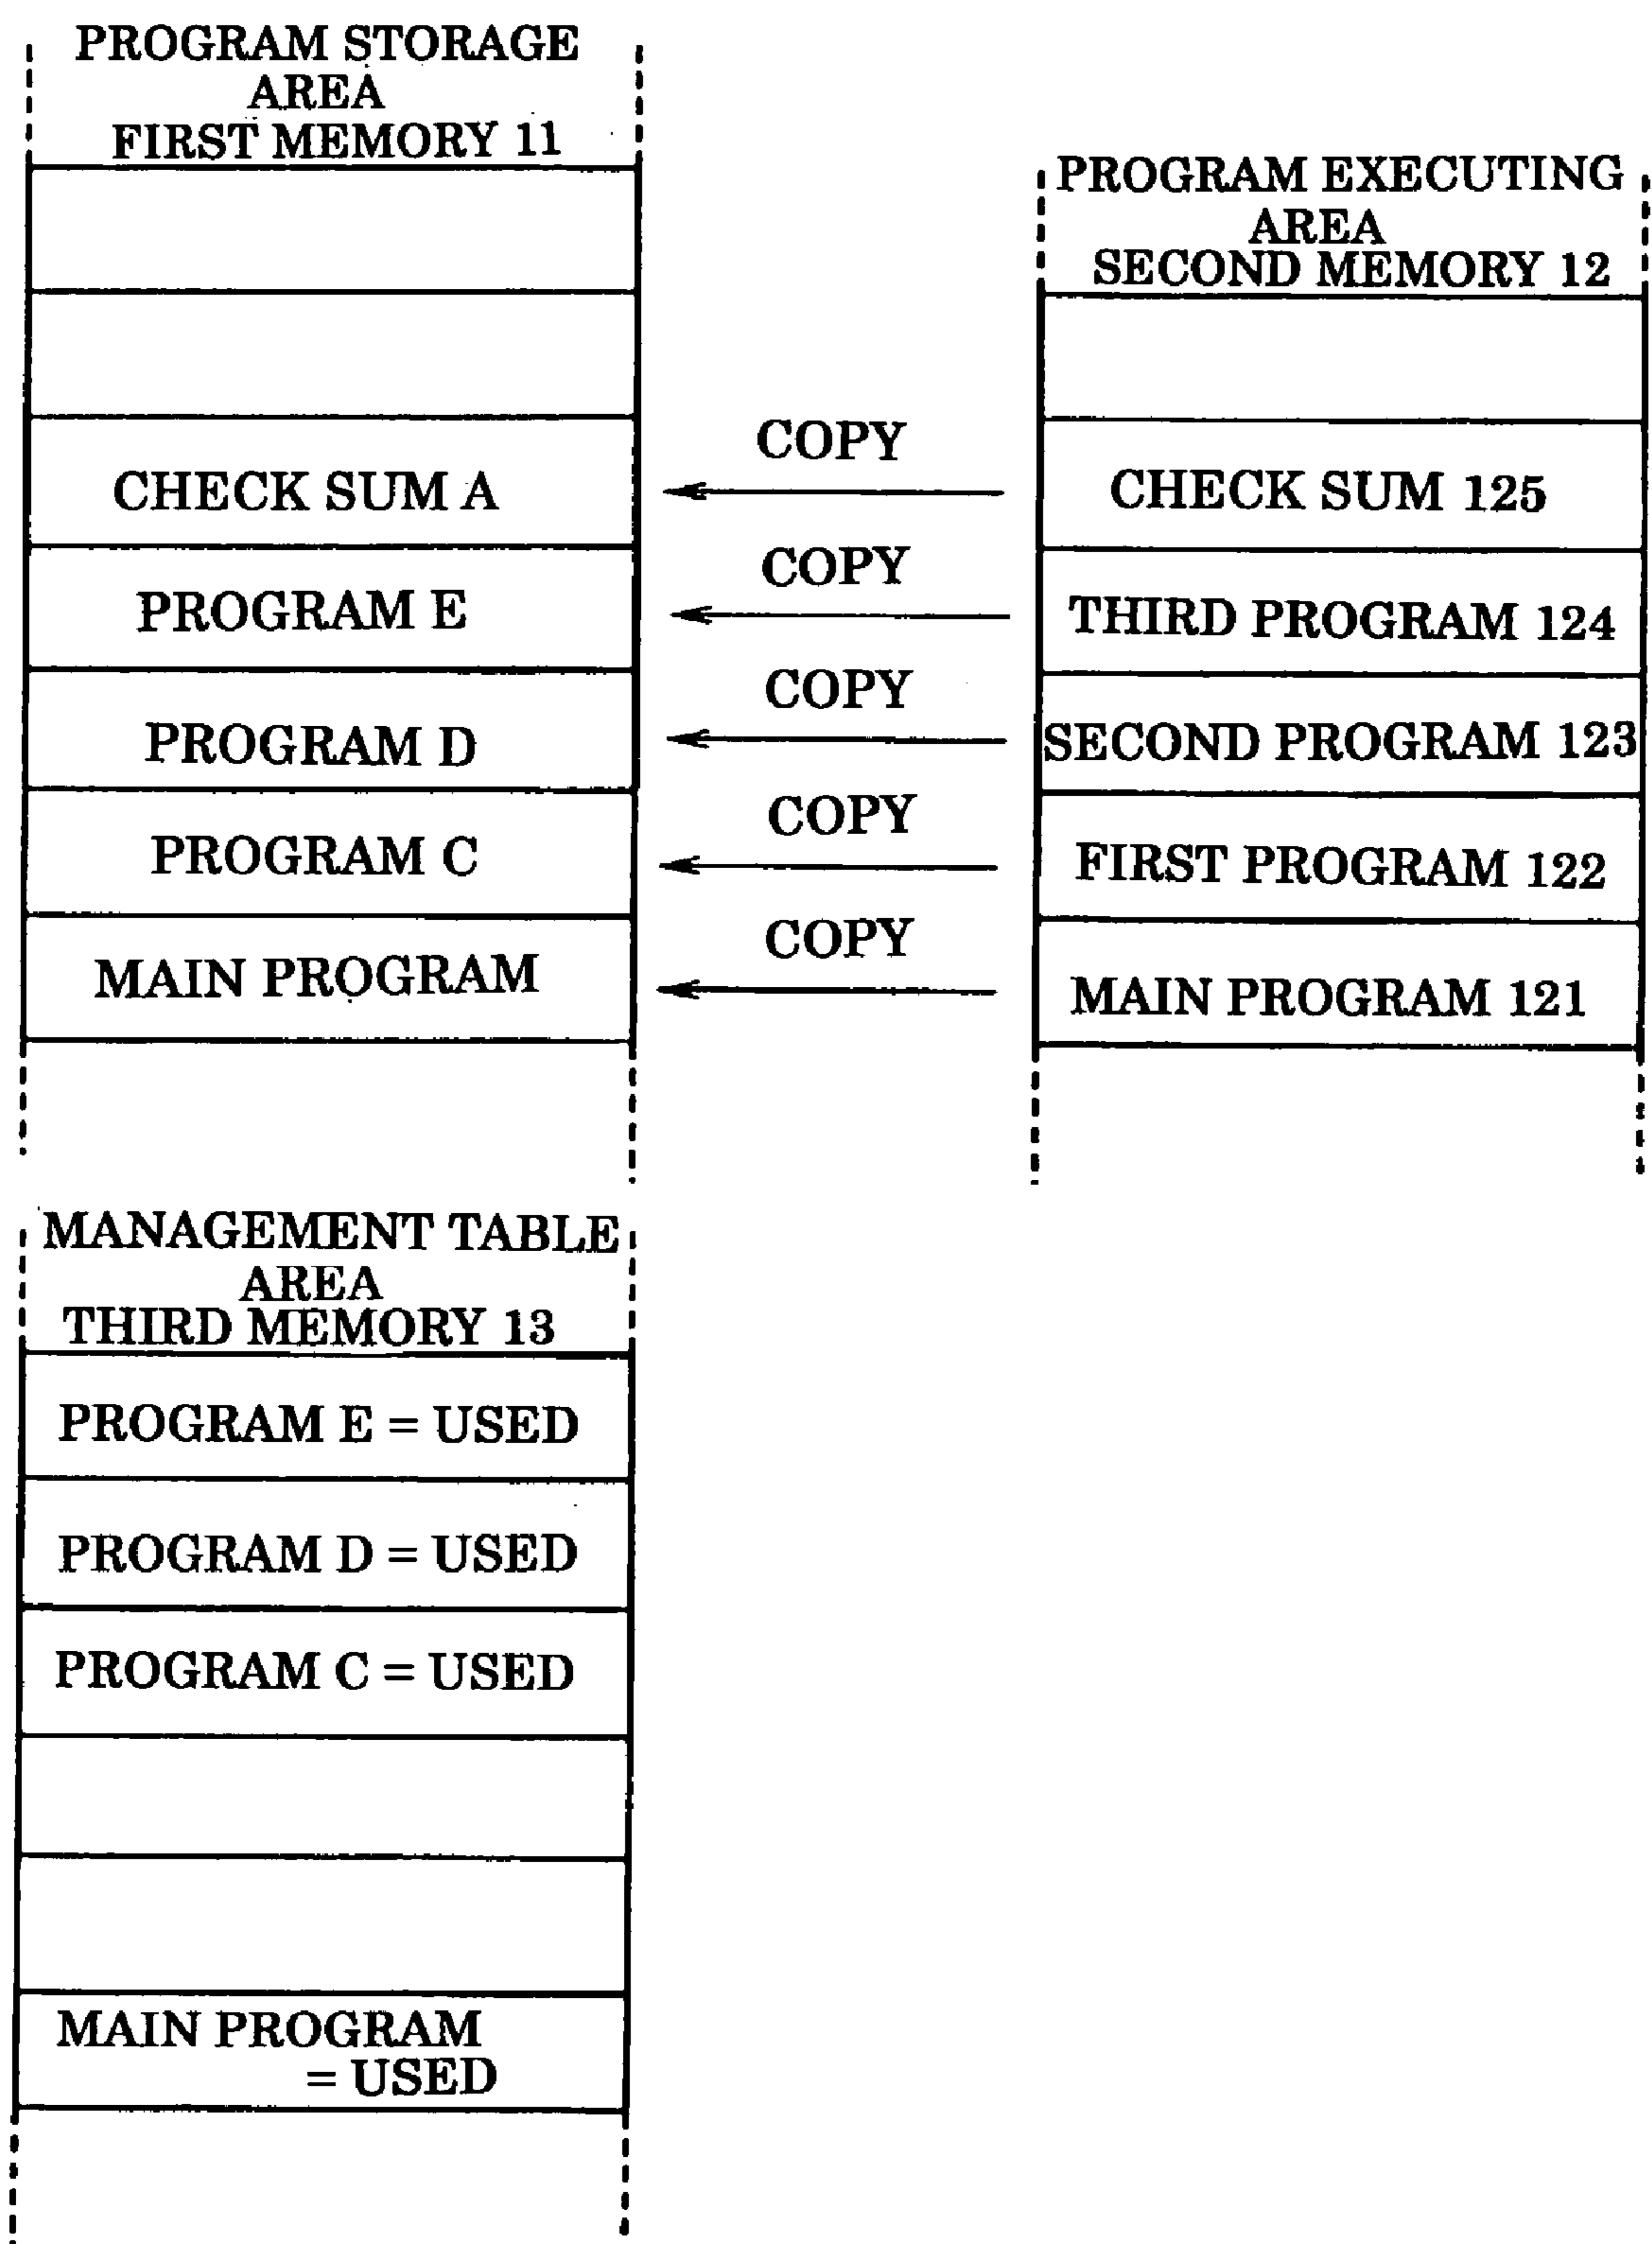 PROGRAM STORAGE
AREA
FIRST MEMORY 11
PROGRAM EXECUTING
AREA
SECOND MEMORY 12
CHECK SUM A
COPY
CHECK SUM 125
PROGRAM E
COPY
THIRD PROGRAM 124
PROGRAM D
COPY
SECOND PROGRAM 123
PROGRAM C
COPY
FIRST PROGRAM 122
MAIN PROGRAM
COPY
MAIN PROGRAM 121
MANAGEMENT TABLE
AREA
THIRD MEMORY 13
PROGRAM E = USED
PROGRAM D = USED
PROGRAM C = USED
MAIN PROGRAM
= USED